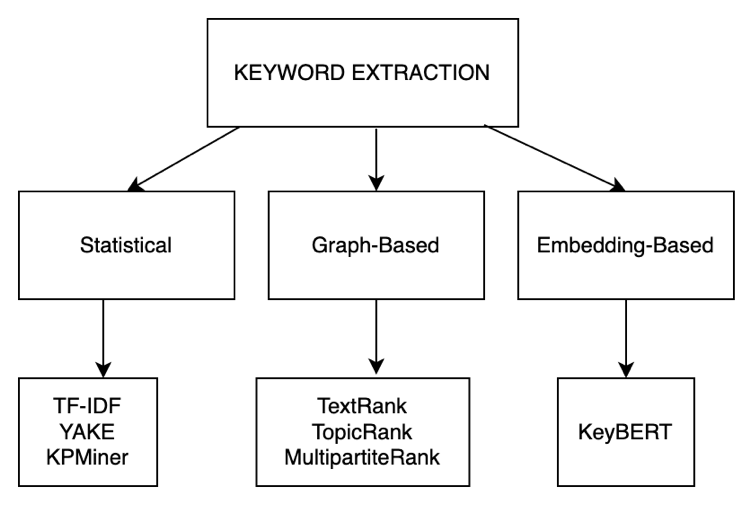 KEYWORD EXTRACTION
Statistical
Graph-Based
Embedding-Based
TF-IDF
YAKE
KPMiner
TextRank
TopicRank
MultipartiteRank
KeyBERT